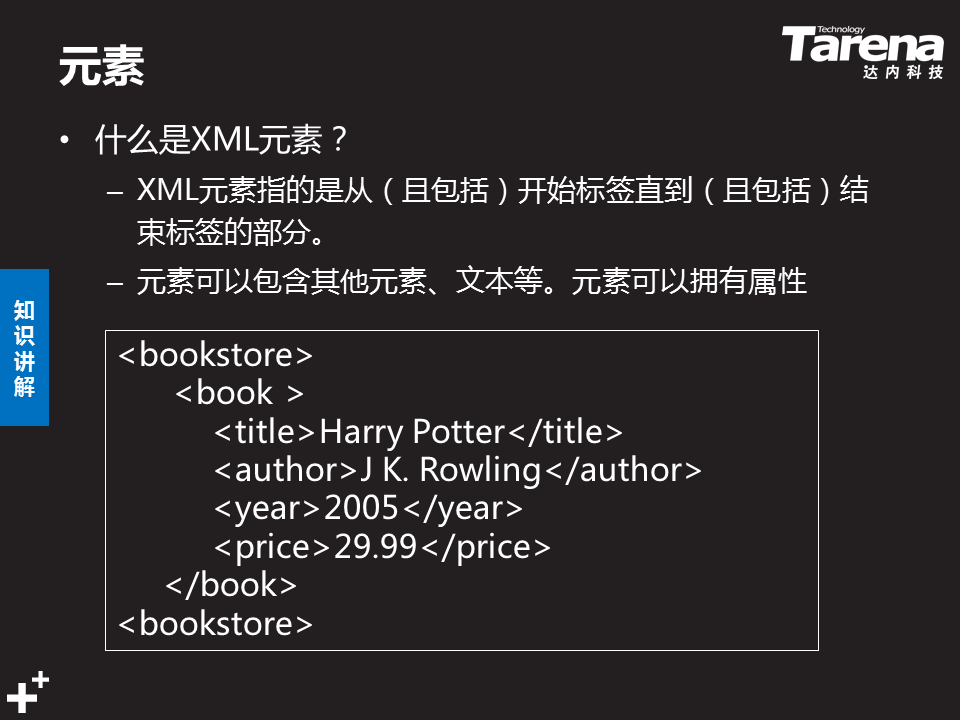 元素
Technology
Tarena
达内科技
• 什么是XML元素？
– XML元素指的是从（且包括）开始标签直到（且包括）结
束标签的部分。
– 元素可以包含其他元素、文本等。元素可以拥有属性
知
识
讲
解
<bookstore>
<book >
<title>Harry Potter</title>
<author>J K. Rowling</author>
<year>2005</year>
<price>29.99</price>
</book>
<bookstore>